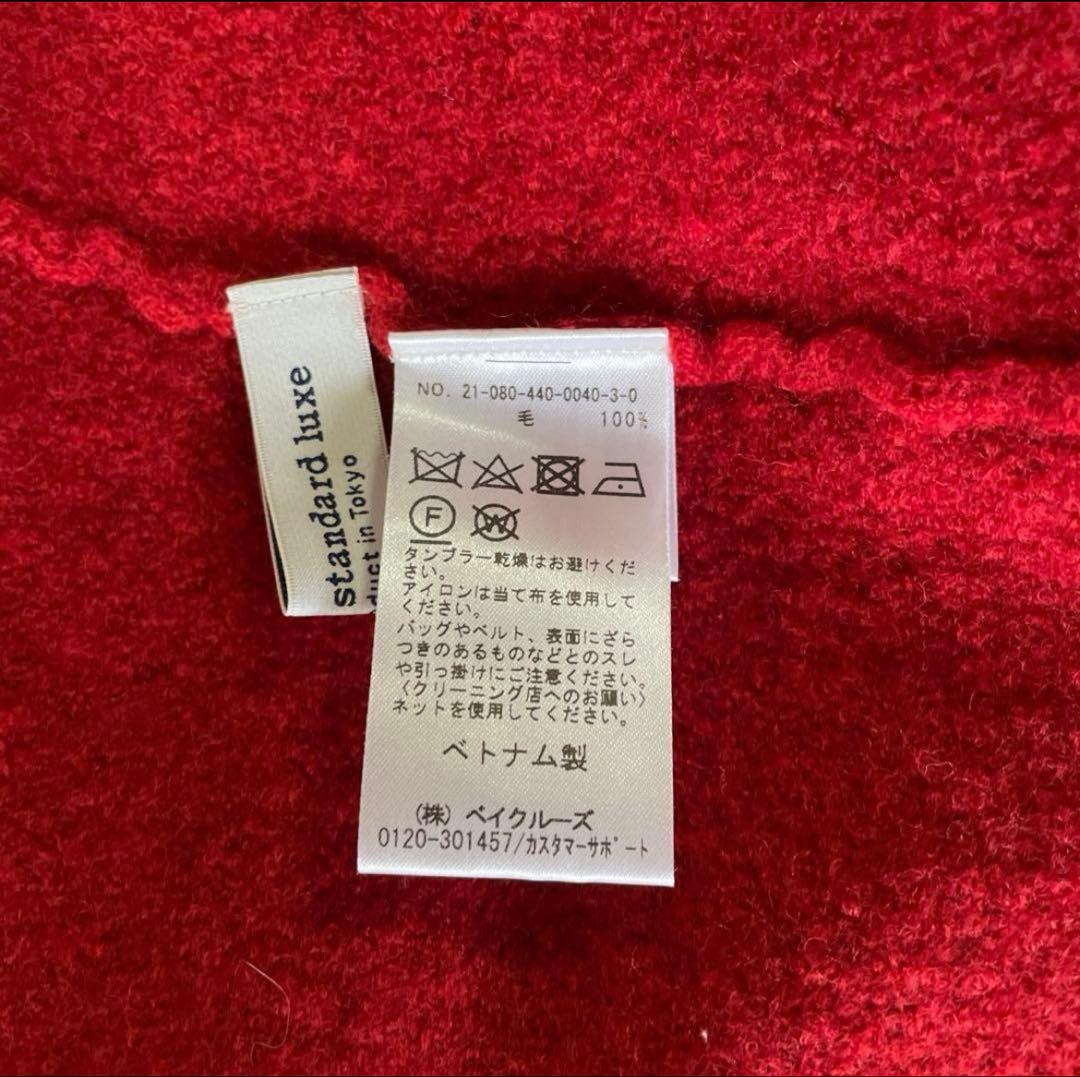 standard luxe
duct in Tokyo
NO. 21-080-440-0040-3-0
毛 100%
F
W
タンブラー乾燥はお避けくだ
さい。
アイロンは当て布を使用して
ください。
バッグやベルト、表面にざら
つきのあるものなどとのスレ
や引っ掛けにご注意ください。
〈クリーニング店へのお願い〉
ネットを使用してください。
ベトナム製
(株) ベイクルーズ
0120-301457/カスタマーサポート